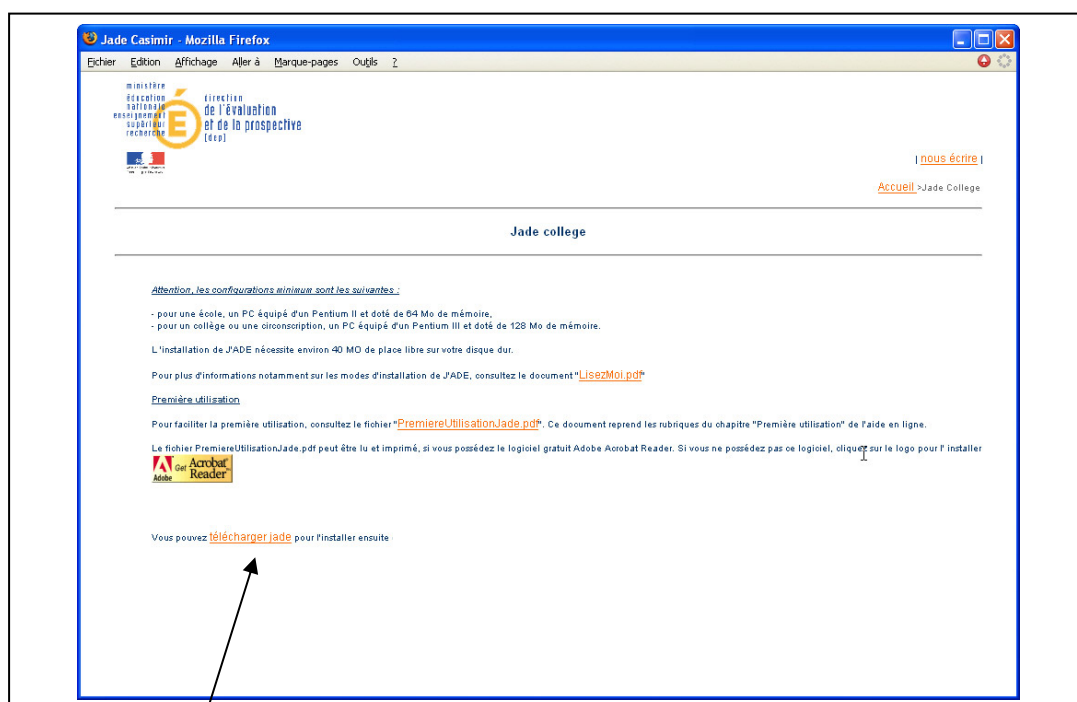 Jade Casimir - Mozilla Firefox
Fichier Edition Affichage Aller à Marque-pages Outils ?
ministère
éducation
nationale
enseignement
supérieur
recherche
direction
de l'évaluation
et de la prospective
[dep]
| nous écrire |
Accueil >Jade College
Jade college
Attention, les configurations minimum sont les suivantes :
- pour une école, un PC équipé d'un Pentium II et doté de 64 Mo de mémoire,
- pour un collège ou une circonscription, un PC équipé d'un Pentium III et doté de 128 Mo de mémoire.
L'installation de J'ADE nécessite environ 40 MO de place libre sur votre disque dur.
Pour plus d'informations notamment sur les modes d'installation de J'ADE, consultez le document "LisezMoi.pdf"
Première utilisation
Pour faciliter la première utilisation, consultez le fichier "PremiereUtilisationJade.pdf". Ce document reprend les rubriques du chapitre "Première utilisation" de l'aide en ligne.
Le fichier PremiereUtilisationJade.pdf peut être lu et imprimé, si vous possédez le logiciel gratuit Adobe Acrobat Reader. Si vous ne possédez pas ce logiciel, cliquez sur le logo pour l' installer
Adobe Get Acrobat Reader
Vous pouvez télécharger jade pour l'installer ensuite